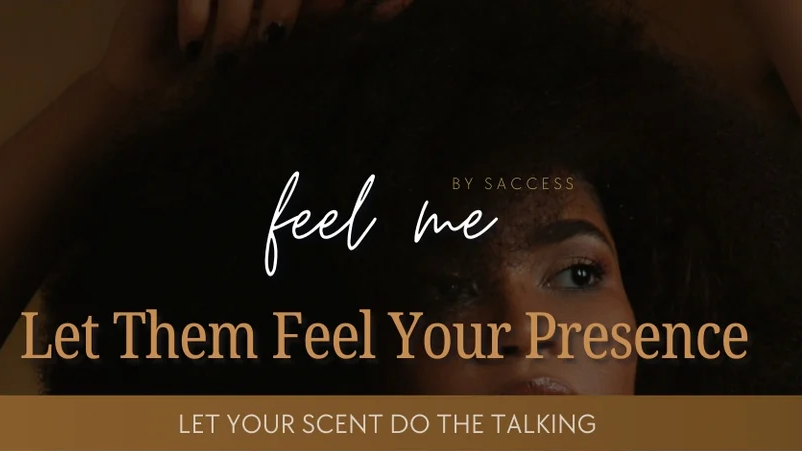 BY SACCESS
feel me
Let Them Feel Your Presence
LET YOUR SCENT DO THE TALKING